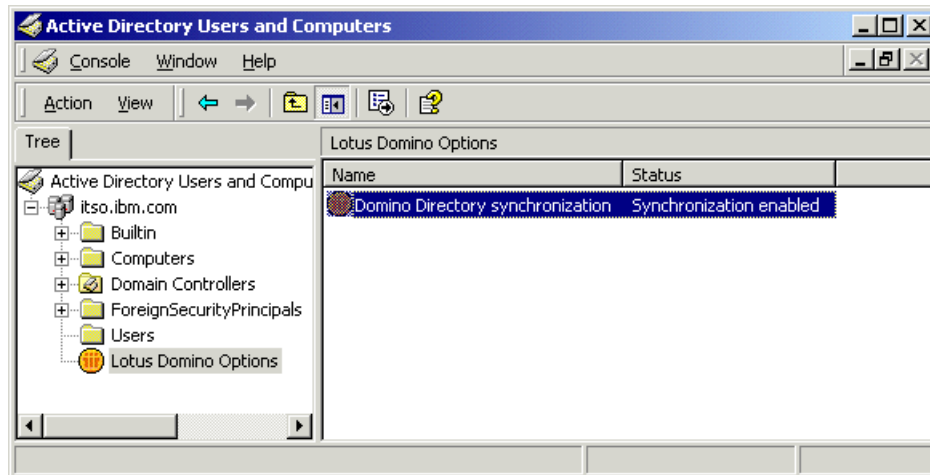 Active Directory Users and Computers
Console Window Help
Action View
Tree
Lotus Domino Options
Name Status
Active Directory Users and Compu
Domino Directory synchronization Synchronization enabled
itso.ibm.com
Builtin
Computers
Domain Controllers
ForeignSecurityPrincipals
Users
Lotus Domino Options